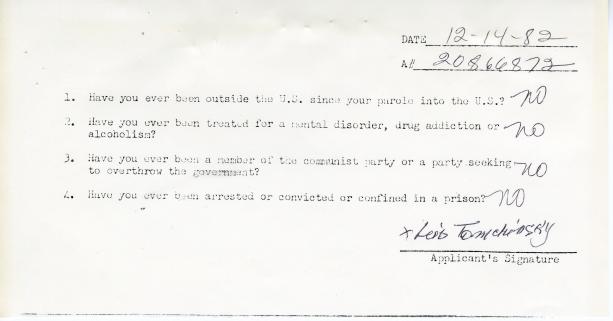 DATE 12-14-82
A# 20866872
1. Have you ever been outside the U.S. since your parole into the U.S.? NO
2. Have you ever been treated for a mental disorder, drug addiction or
alcoholism? NO
3. Have you ever been a member of the communist party or a party seeking
to overthrow the government? NO
4. Have you ever been arrested or convicted or confined in a prison? NO
x Leib Tomchinsky
Applicant's Signature